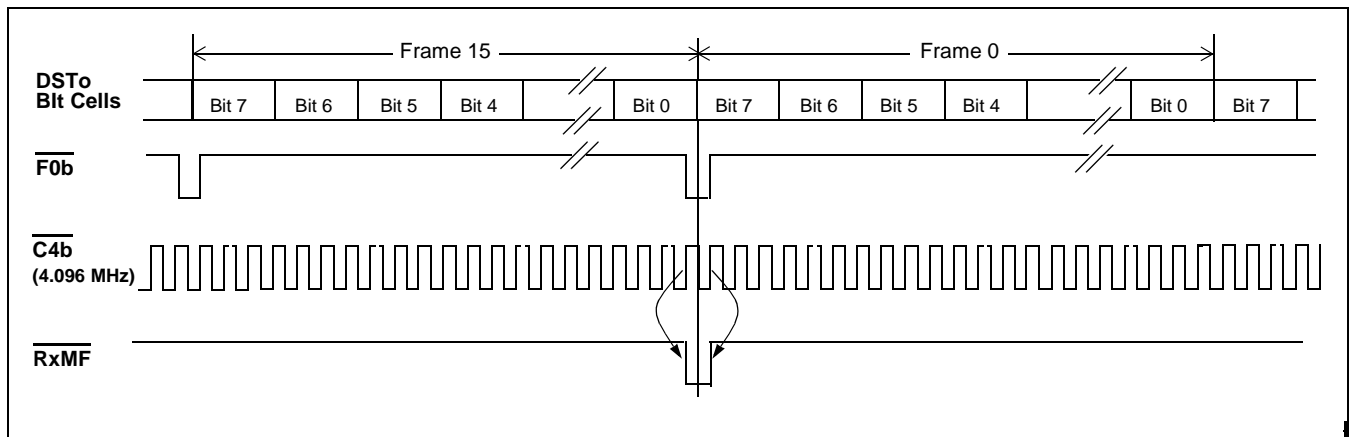 Frame 15 Frame 0
DSTo
BIt Cells
Bit 7 Bit 6 Bit 5 Bit 4 Bit 0 Bit 7 Bit 6 Bit 5 Bit 4 Bit 0 Bit 7
F0b
C4b
(4.096 MHz)
RxMF